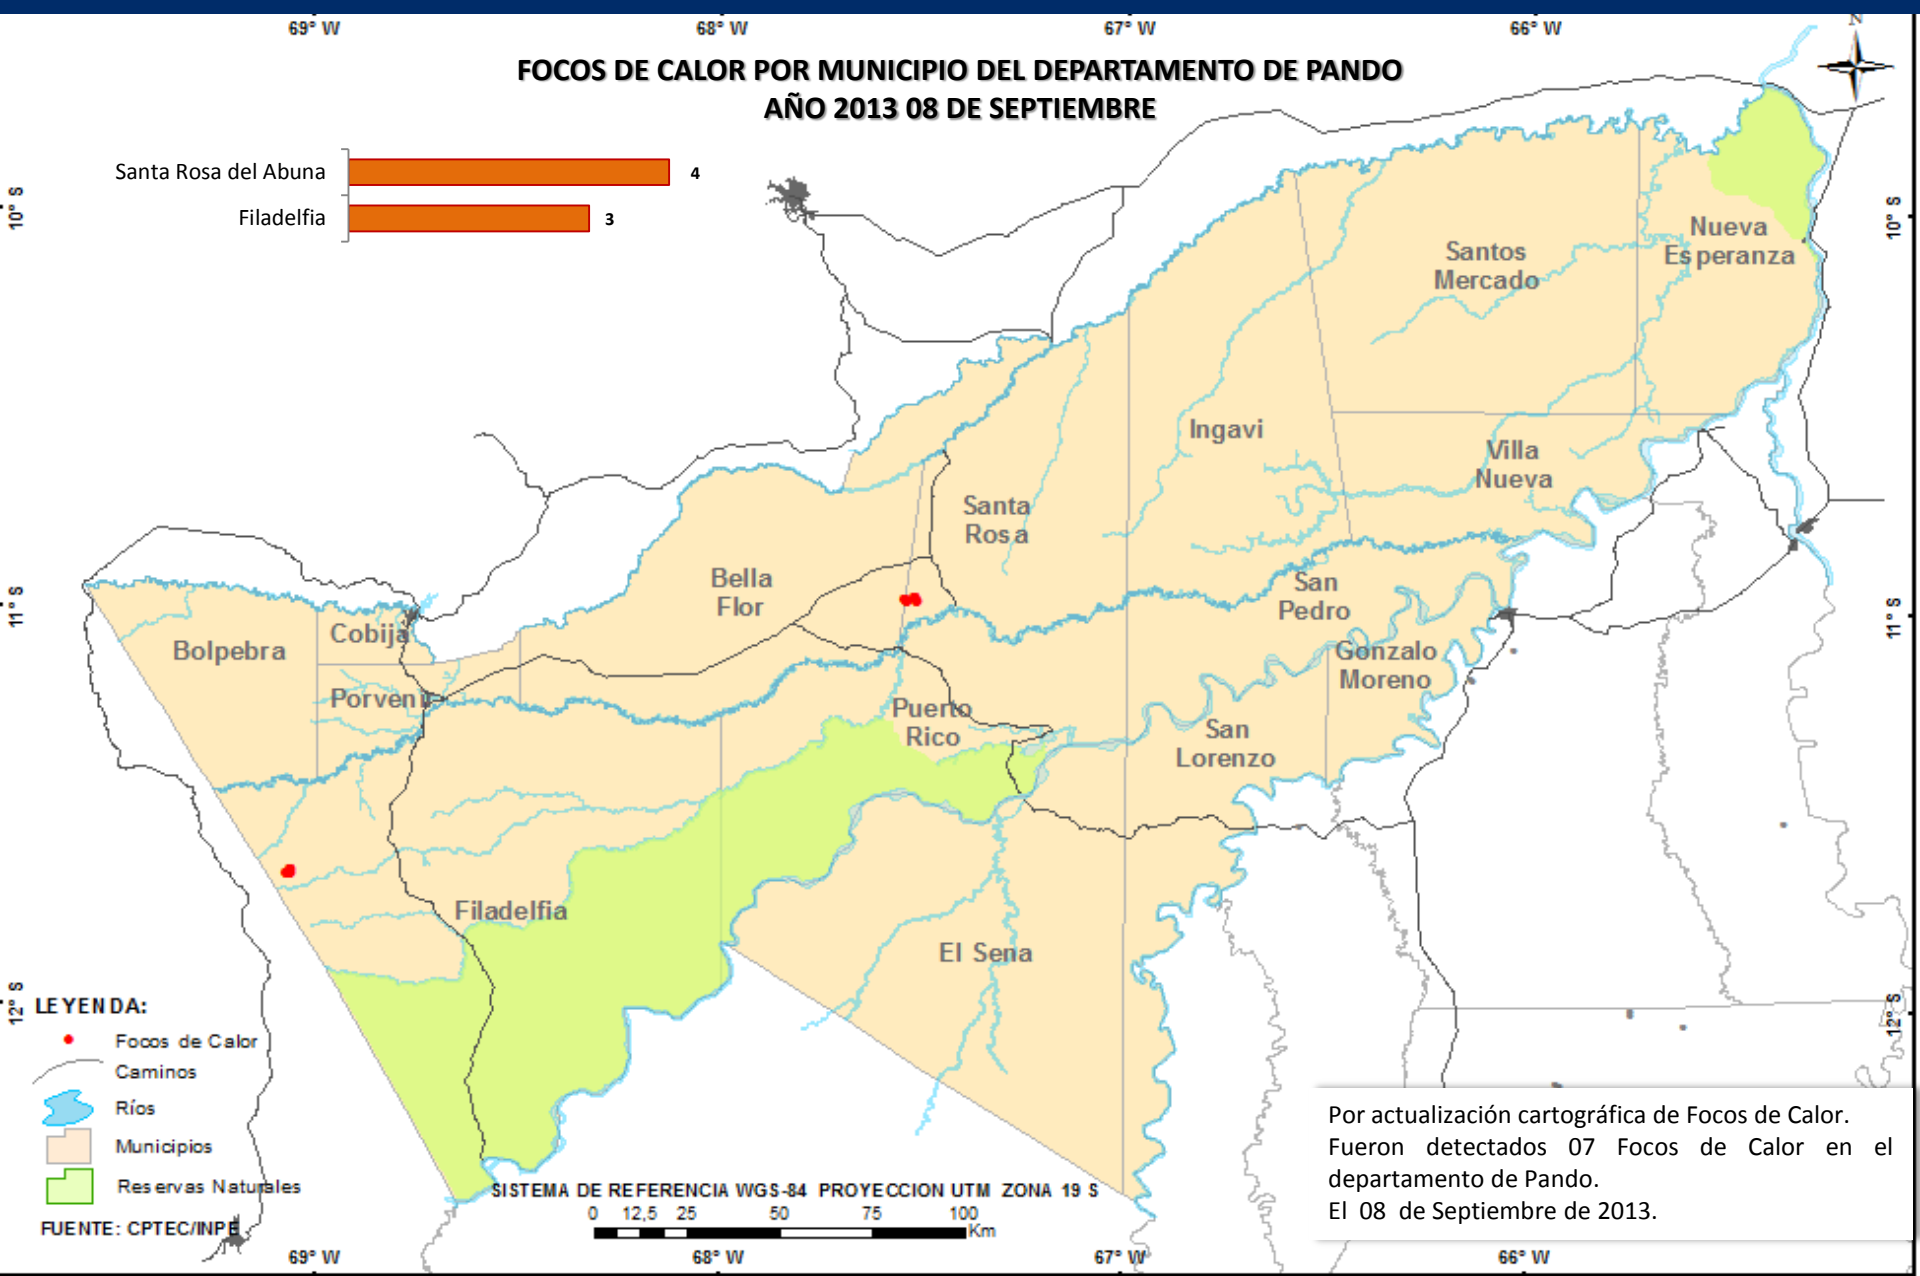 69° W
68° W
67° W
66° W
N
FOCOS DE CALOR POR MUNICIPIO DEL DEPARTAMENTO DE PANDO
AÑO 2013 08 DE SEPTIEMBRE
Santa Rosa del Abuna
4
Filadelfia
3
10° S
10° S
Nueva
Esperanza
Santos
Mercado
Ingavi
Villa
Nueva
Santa
Rosa
Bella
Flor
San
Pedro
11° S
11° S
Cobija
Bolpebra
Gonzalo
Moreno
Porvenir
Puerto
Rico
San
Lorenzo
Filadelfia
El Sena
12° S
12° S
LEYENDA:
Focos de Calor
Caminos
Ríos
Municipios
Reservas Naturales
FUENTE: CPTEC/INPE
SISTEMA DE REFERENCIA WGS-84 PROYECCION UTM ZONA 19 S
0 12,5 25 50 75 100
Km
Por actualización cartográfica de Focos de Calor.
Fueron detectados 07 Focos de Calor en el
departamento de Pando.
El 08 de Septiembre de 2013.
69° W
68° W
67° W
66° W